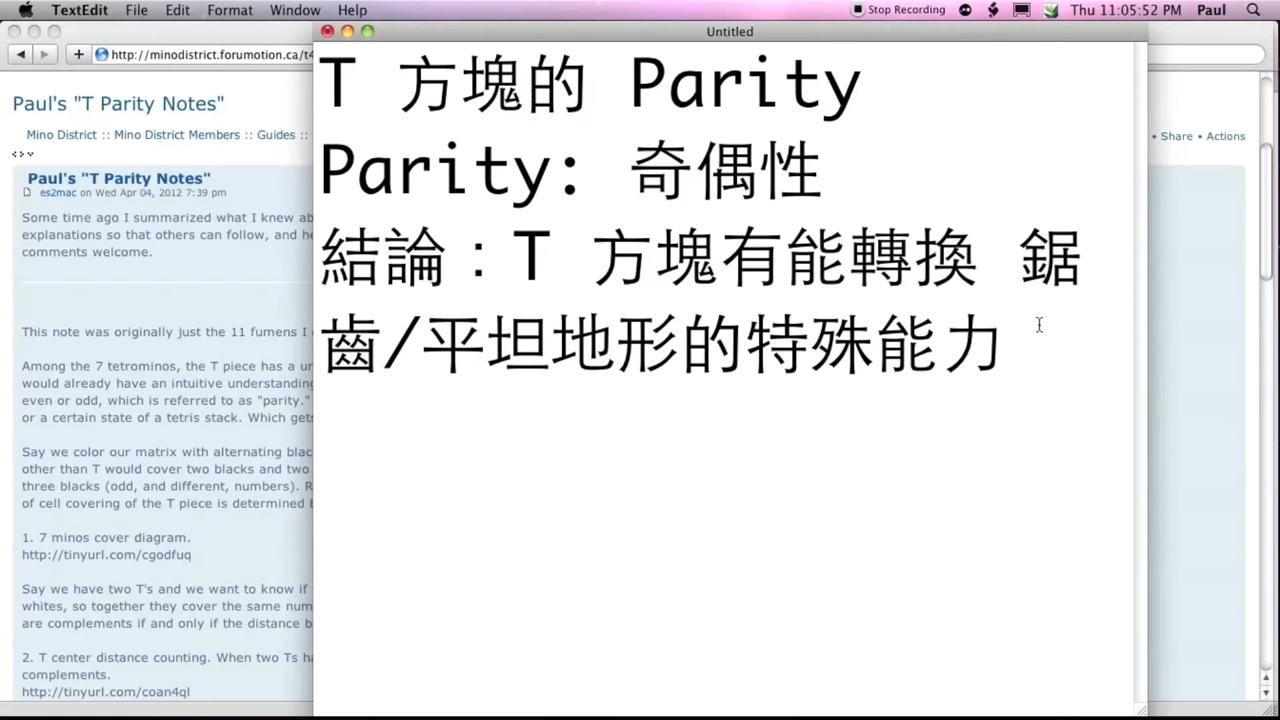 TextEdit File Edit Format Window Help Stop Recording Thu 11:05:52 PM Paul
Untitled
http://minodistrict.forumotion.ca/t4
Paul's "T Parity Notes"
Mino District :: Mino District Members :: Guides ::
• Share • Actions
Paul's "T Parity Notes"
es2mac on Wed Apr 04, 2012 7:39 pm
Some time ago I summarized what I knew
explanations so that others can follow, and
comments welcome.
This note was originally just the 11 fumens I
Among the 7 tetrominos, the T piece has a
would already have an intuitive understanding
even or odd, which is referred to as "parity."
or a certain state of a tetris stack. Which
Say we color our matrix with alternating
other than T would cover two blacks and two
three blacks (odd, and different, numbers).
of cell covering of the T piece is determined
1. 7 minos cover diagram.
http://tinyurl.com/cgodfuq
Say we have two T's and we want to know if
whites, so together they cover the same
are complements if and only if the distance
2. T center distance counting. When two Ts
complements.
http://tinyurl.com/coan4ql
T 方塊的 Parity
Parity: 奇偶性
結論：T 方塊有能轉換 鋸
齒/平坦地形的特殊能力